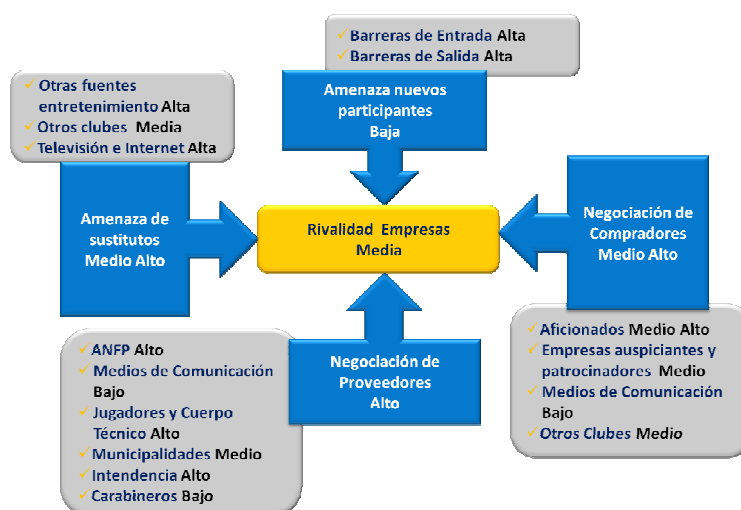 Barreras de Entrada Alta
Barreras de Salida Alta
Amenaza nuevos
participantes
Baja
Otras fuentes
entretenimiento Alta
Otros clubes Media
Televisión e Internet Alta
Amenaza de
sustitutos
Medio Alto
Rivalidad Empresas
Media
Negociación de
Compradores
Medio Alto
Aficionados Medio Alto
Empresas auspiciantes y
patrocinadores Medio
Medios de Comunicación
Bajo
Otros Clubes Medio
Negociación de
Proveedores
Alto
ANFP Alto
Medios de Comunicación
Bajo
Jugadores y Cuerpo
Técnico Alto
Municipalidades Medio
Intendencia Alto
Carabineros Bajo